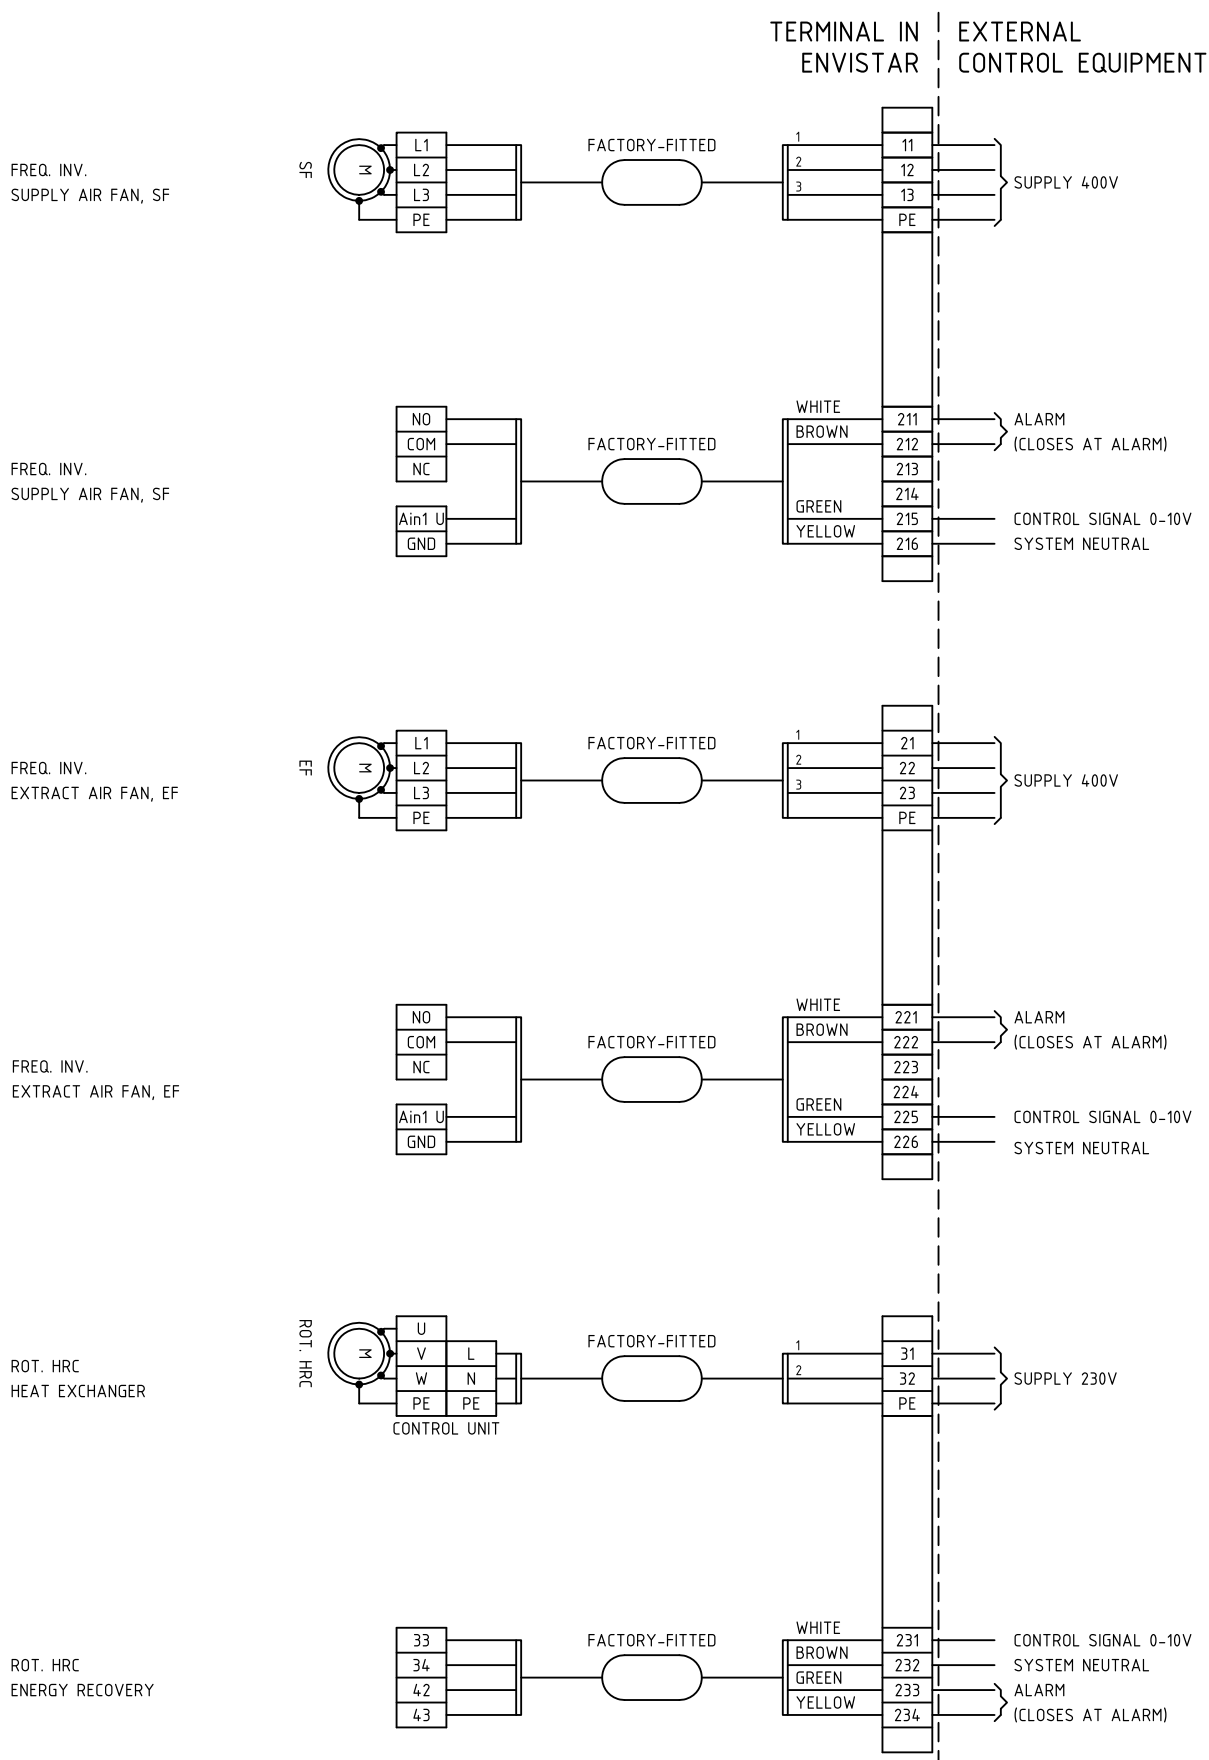 TERMINAL IN
ENVISTAR
EXTERNAL
CONTROL EQUIPMENT
FREQ. INV.
SUPPLY AIR FAN, SF
SF
M
L1
L2
L3
PE
FACTORY-FITTED
1
2
3
11
12
13
PE
SUPPLY 400V
FREQ. INV.
SUPPLY AIR FAN, SF
NO
COM
NC
Ain1 U
GND
FACTORY-FITTED
WHITE
BROWN
GREEN
YELLOW
211
212
213
214
215
216
ALARM
(CLOSES AT ALARM)
CONTROL SIGNAL 0-10V
SYSTEM NEUTRAL
FREQ. INV.
EXTRACT AIR FAN, EF
EF
M
L1
L2
L3
PE
FACTORY-FITTED
1
2
3
21
22
23
PE
SUPPLY 400V
FREQ. INV.
EXTRACT AIR FAN, EF
NO
COM
NC
Ain1 U
GND
FACTORY-FITTED
WHITE
BROWN
GREEN
YELLOW
221
222
223
224
225
226
ALARM
(CLOSES AT ALARM)
CONTROL SIGNAL 0-10V
SYSTEM NEUTRAL
ROT. HRC
HEAT EXCHANGER
ROT. HRC
M
U
V L
W N
PE PE
CONTROL UNIT
FACTORY-FITTED
1
2
31
32
PE
SUPPLY 230V
ROT. HRC
ENERGY RECOVERY
33
34
42
43
FACTORY-FITTED
WHITE
BROWN
GREEN
YELLOW
231
232
233
234
CONTROL SIGNAL 0-10V
SYSTEM NEUTRAL
ALARM
(CLOSES AT ALARM)